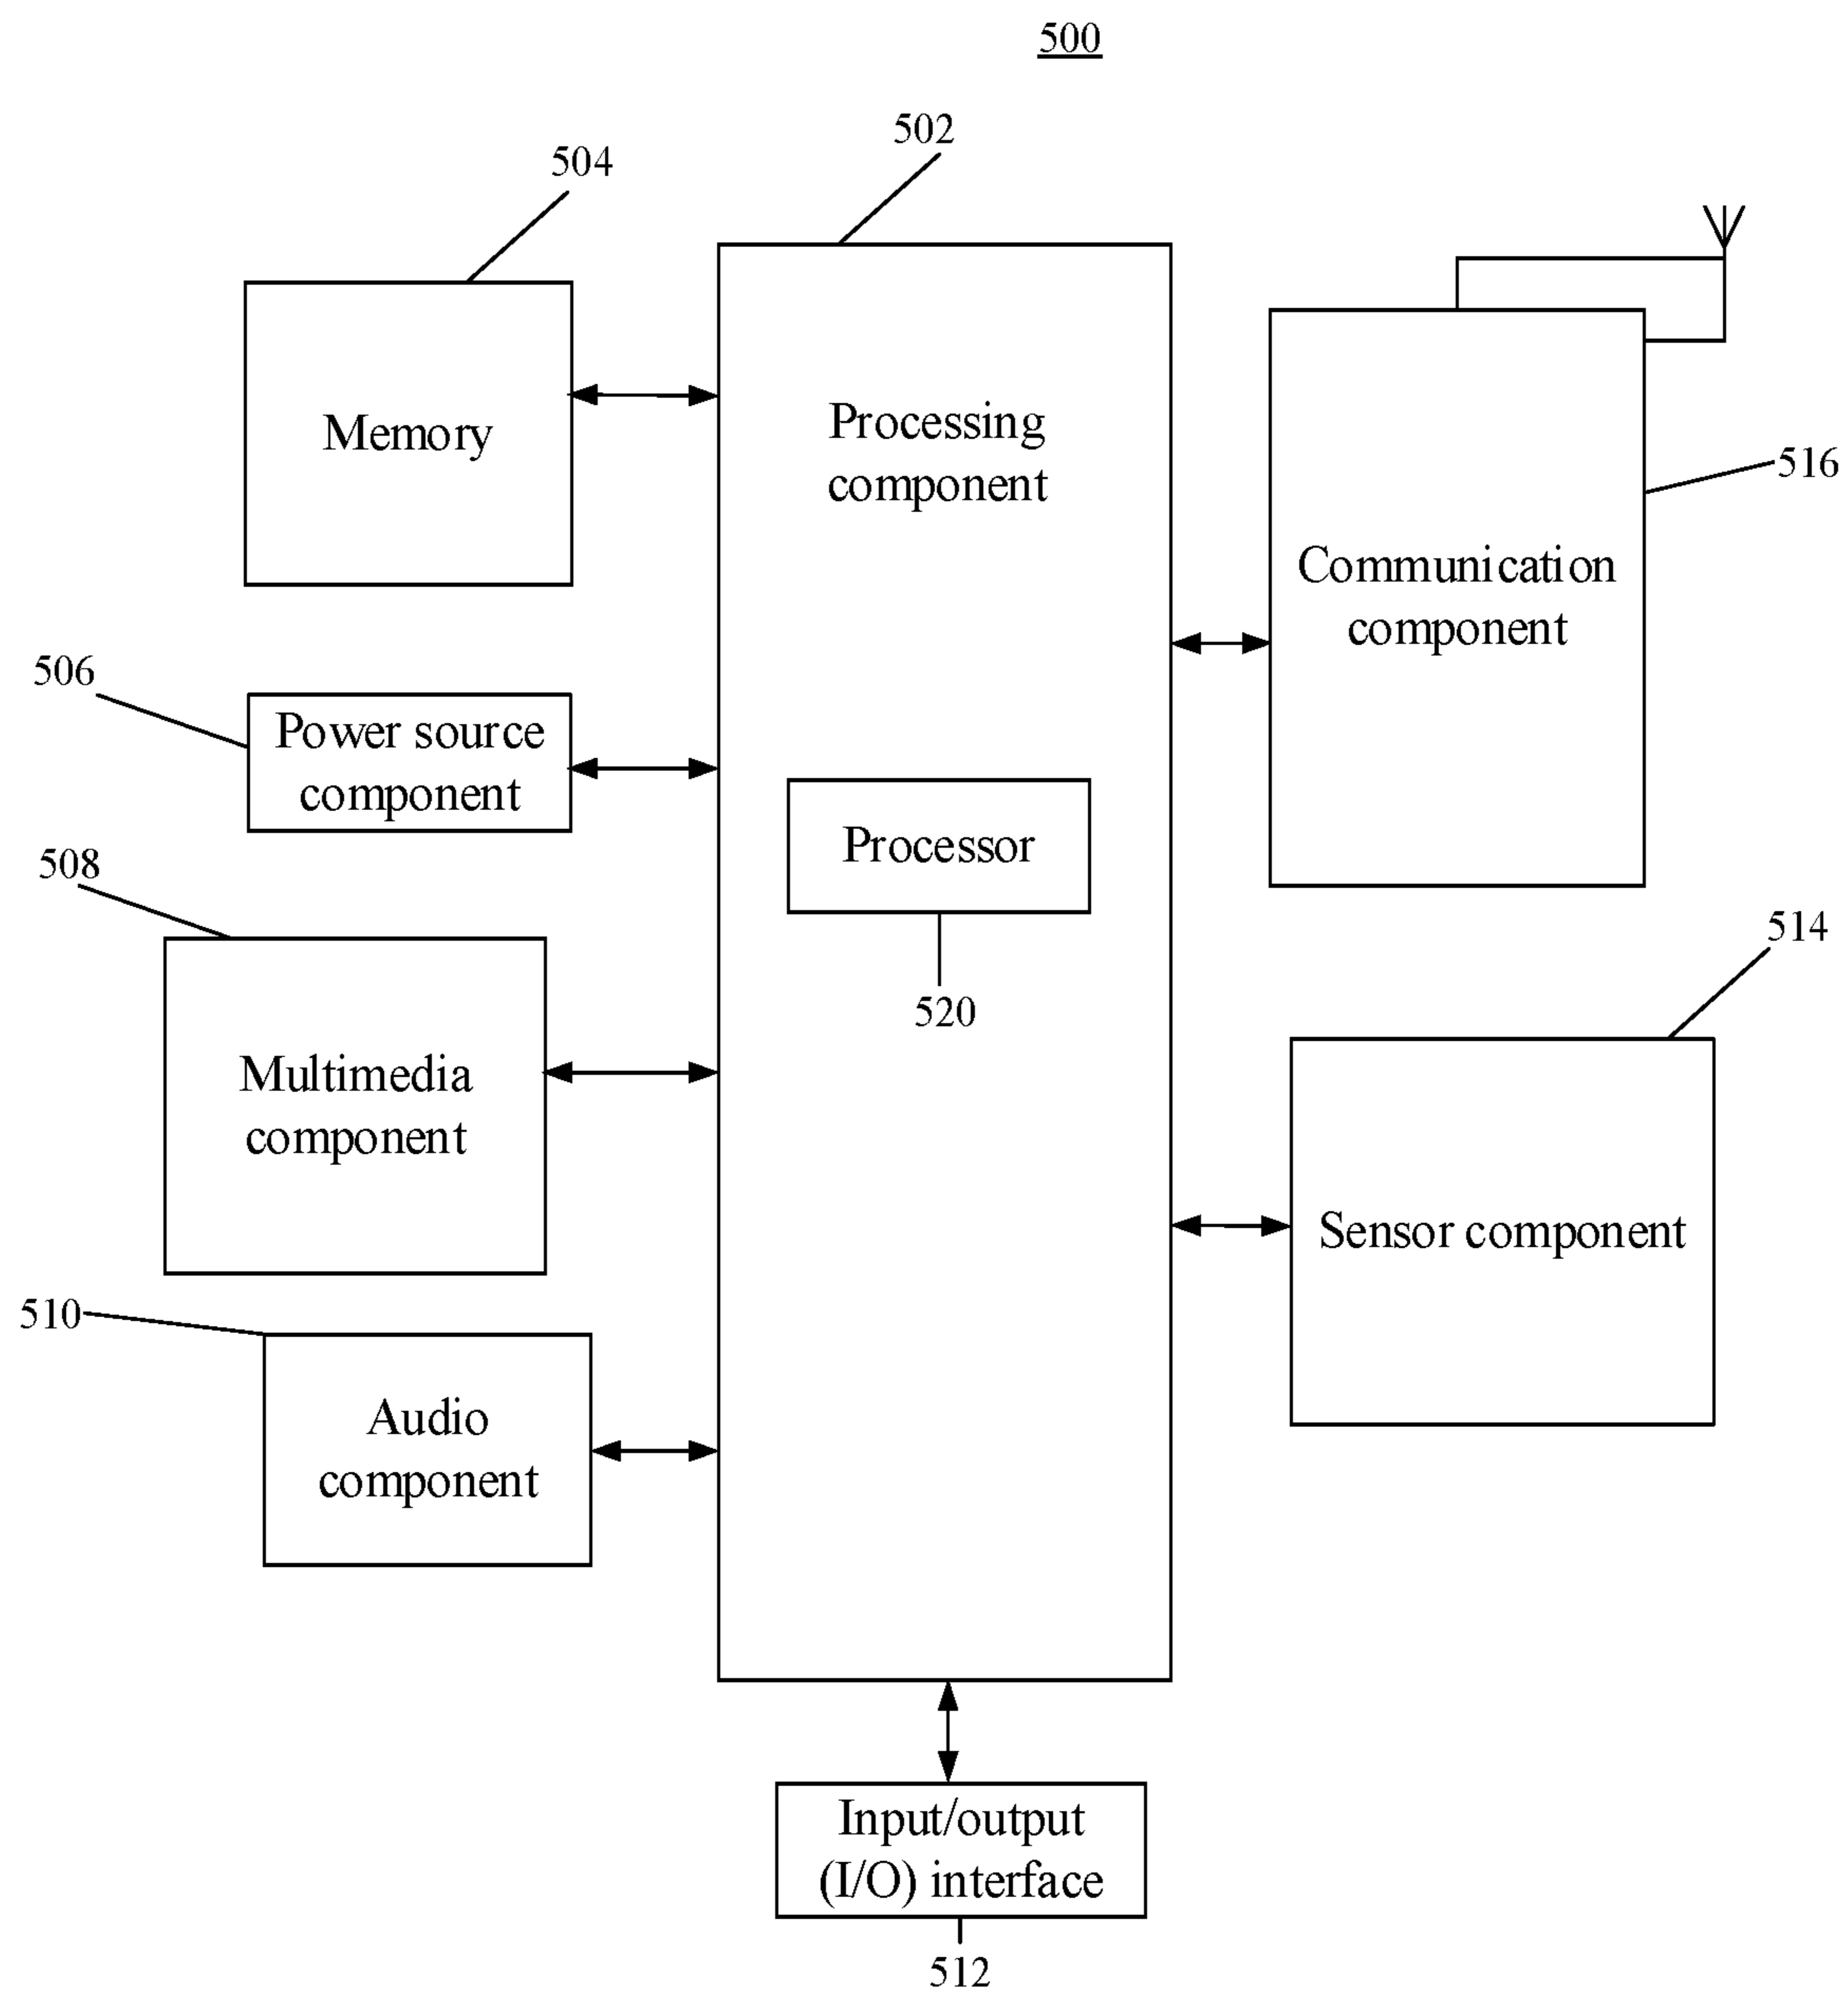 500
502
504
Memory
Processing
component
516
Communication
component
506
Power source
component
Processor
520
508
Multimedia
component
514
Sensor component
510
Audio
component
Input/output
(I/O) interface
512